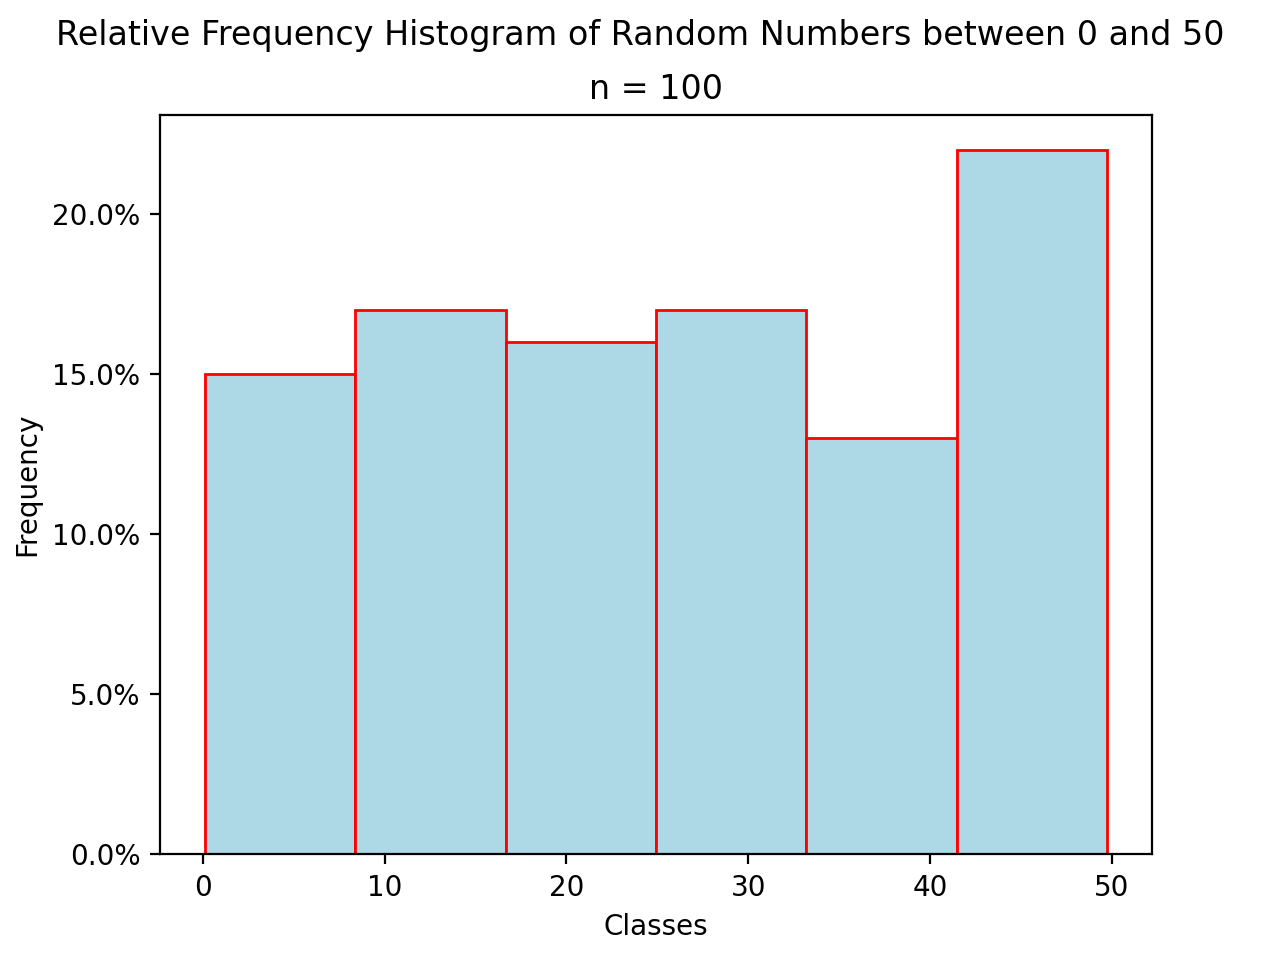 Relative Frequency Histogram of Random Numbers between 0 and 50
n = 100
20.0%
15.0%
10.0%
5.0%
0.0%
Frequency
0 10 20 30 40 50
Classes